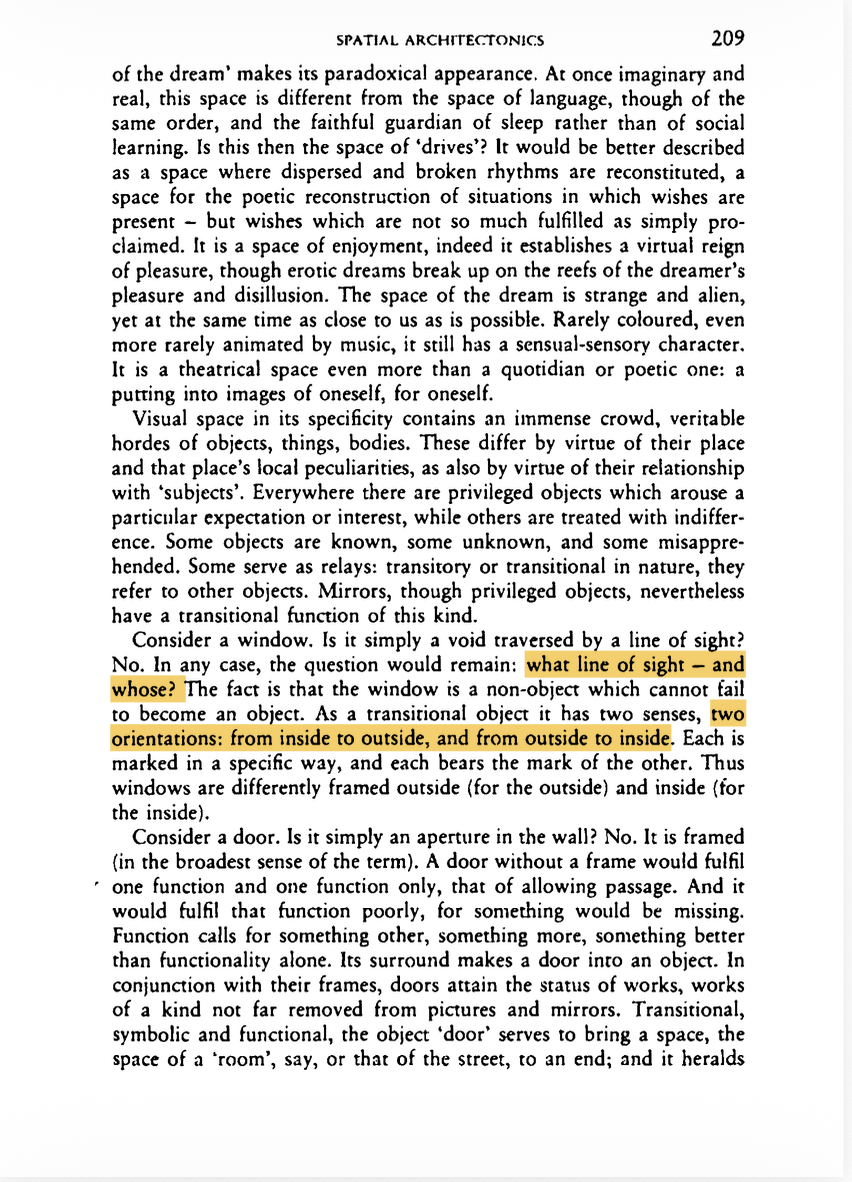 SPATIAL ARCHITECTONICS 209
of the dream' makes its paradoxical appearance. At once imaginary and
real, this space is different from the space of language, though of the
same order, and the faithful guardian of sleep rather than of social
learning. Is this then the space of 'drives'? It would be better described
as a space where dispersed and broken rhythms are reconstituted, a
space for the poetic reconstruction of situations in which wishes are
present – but wishes which are not so much fulfilled as simply pro-
claimed. It is a space of enjoyment, indeed it establishes a virtual reign
of pleasure, though erotic dreams break up on the reefs of the dreamer's
pleasure and disillusion. The space of the dream is strange and alien,
yet at the same time as close to us as is possible. Rarely coloured, even
more rarely animated by music, it still has a sensual-sensory character.
It is a theatrical space even more than a quotidian or poetic one: a
putting into images of oneself, for oneself.
Visual space in its specificity contains an immense crowd, veritable
hordes of objects, things, bodies. These differ by virtue of their place
and that place's local peculiarities, as also by virtue of their relationship
with 'subjects'. Everywhere there are privileged objects which arouse a
particular expectation or interest, while others are treated with indiffer-
ence. Some objects are known, some unknown, and some misappre-
hended. Some serve as relays: transitory or transitional in nature, they
refer to other objects. Mirrors, though privileged objects, nevertheless
have a transitional function of this kind.
Consider a window. Is it simply a void traversed by a line of sight?
No. In any case, the question would remain: what line of sight – and
whose? The fact is that the window is a non-object which cannot fail
to become an object. As a transitional object it has two senses, two
orientations: from inside to outside, and from outside to inside. Each is
marked in a specific way, and each bears the mark of the other. Thus
windows are differently framed outside (for the outside) and inside (for
the inside).
Consider a door. Is it simply an aperture in the wall? No. It is framed
(in the broadest sense of the term). A door without a frame would fulfil
one function and one function only, that of allowing passage. And it
would fulfil that function poorly, for something would be missing.
Function calls for something other, something more, something better
than functionality alone. Its surround makes a door into an object. In
conjunction with their frames, doors attain the status of works, works
of a kind not far removed from pictures and mirrors. Transitional,
symbolic and functional, the object 'door' serves to bring a space, the
space of a 'room', say, or that of the street, to an end; and it heralds